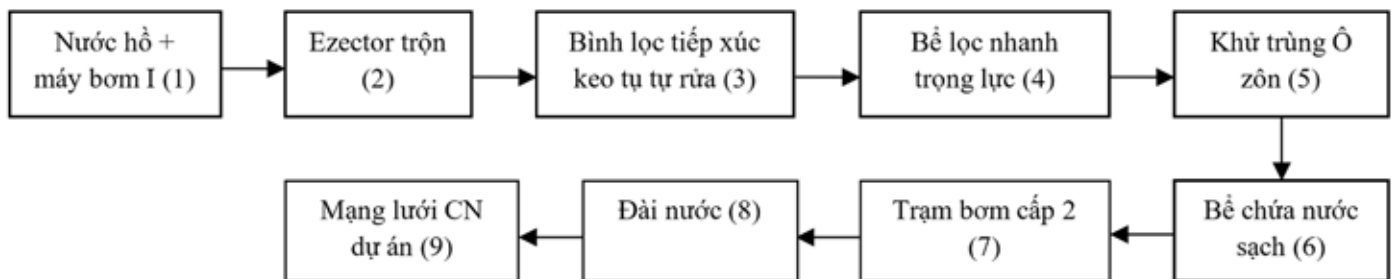 Nước hồ +
máy bơm I (1)
Ezector trộn
(2)
Bình lọc tiếp xúc
keo tụ tự rửa (3)
Bể lọc nhanh
trọng lực (4)
Khử trùng Ô
zôn (5)
Bể chứa nước
sạch (6)
Trạm bơm cấp 2
(7)
Đài nước (8)
Mạng lưới CN
dự án (9)